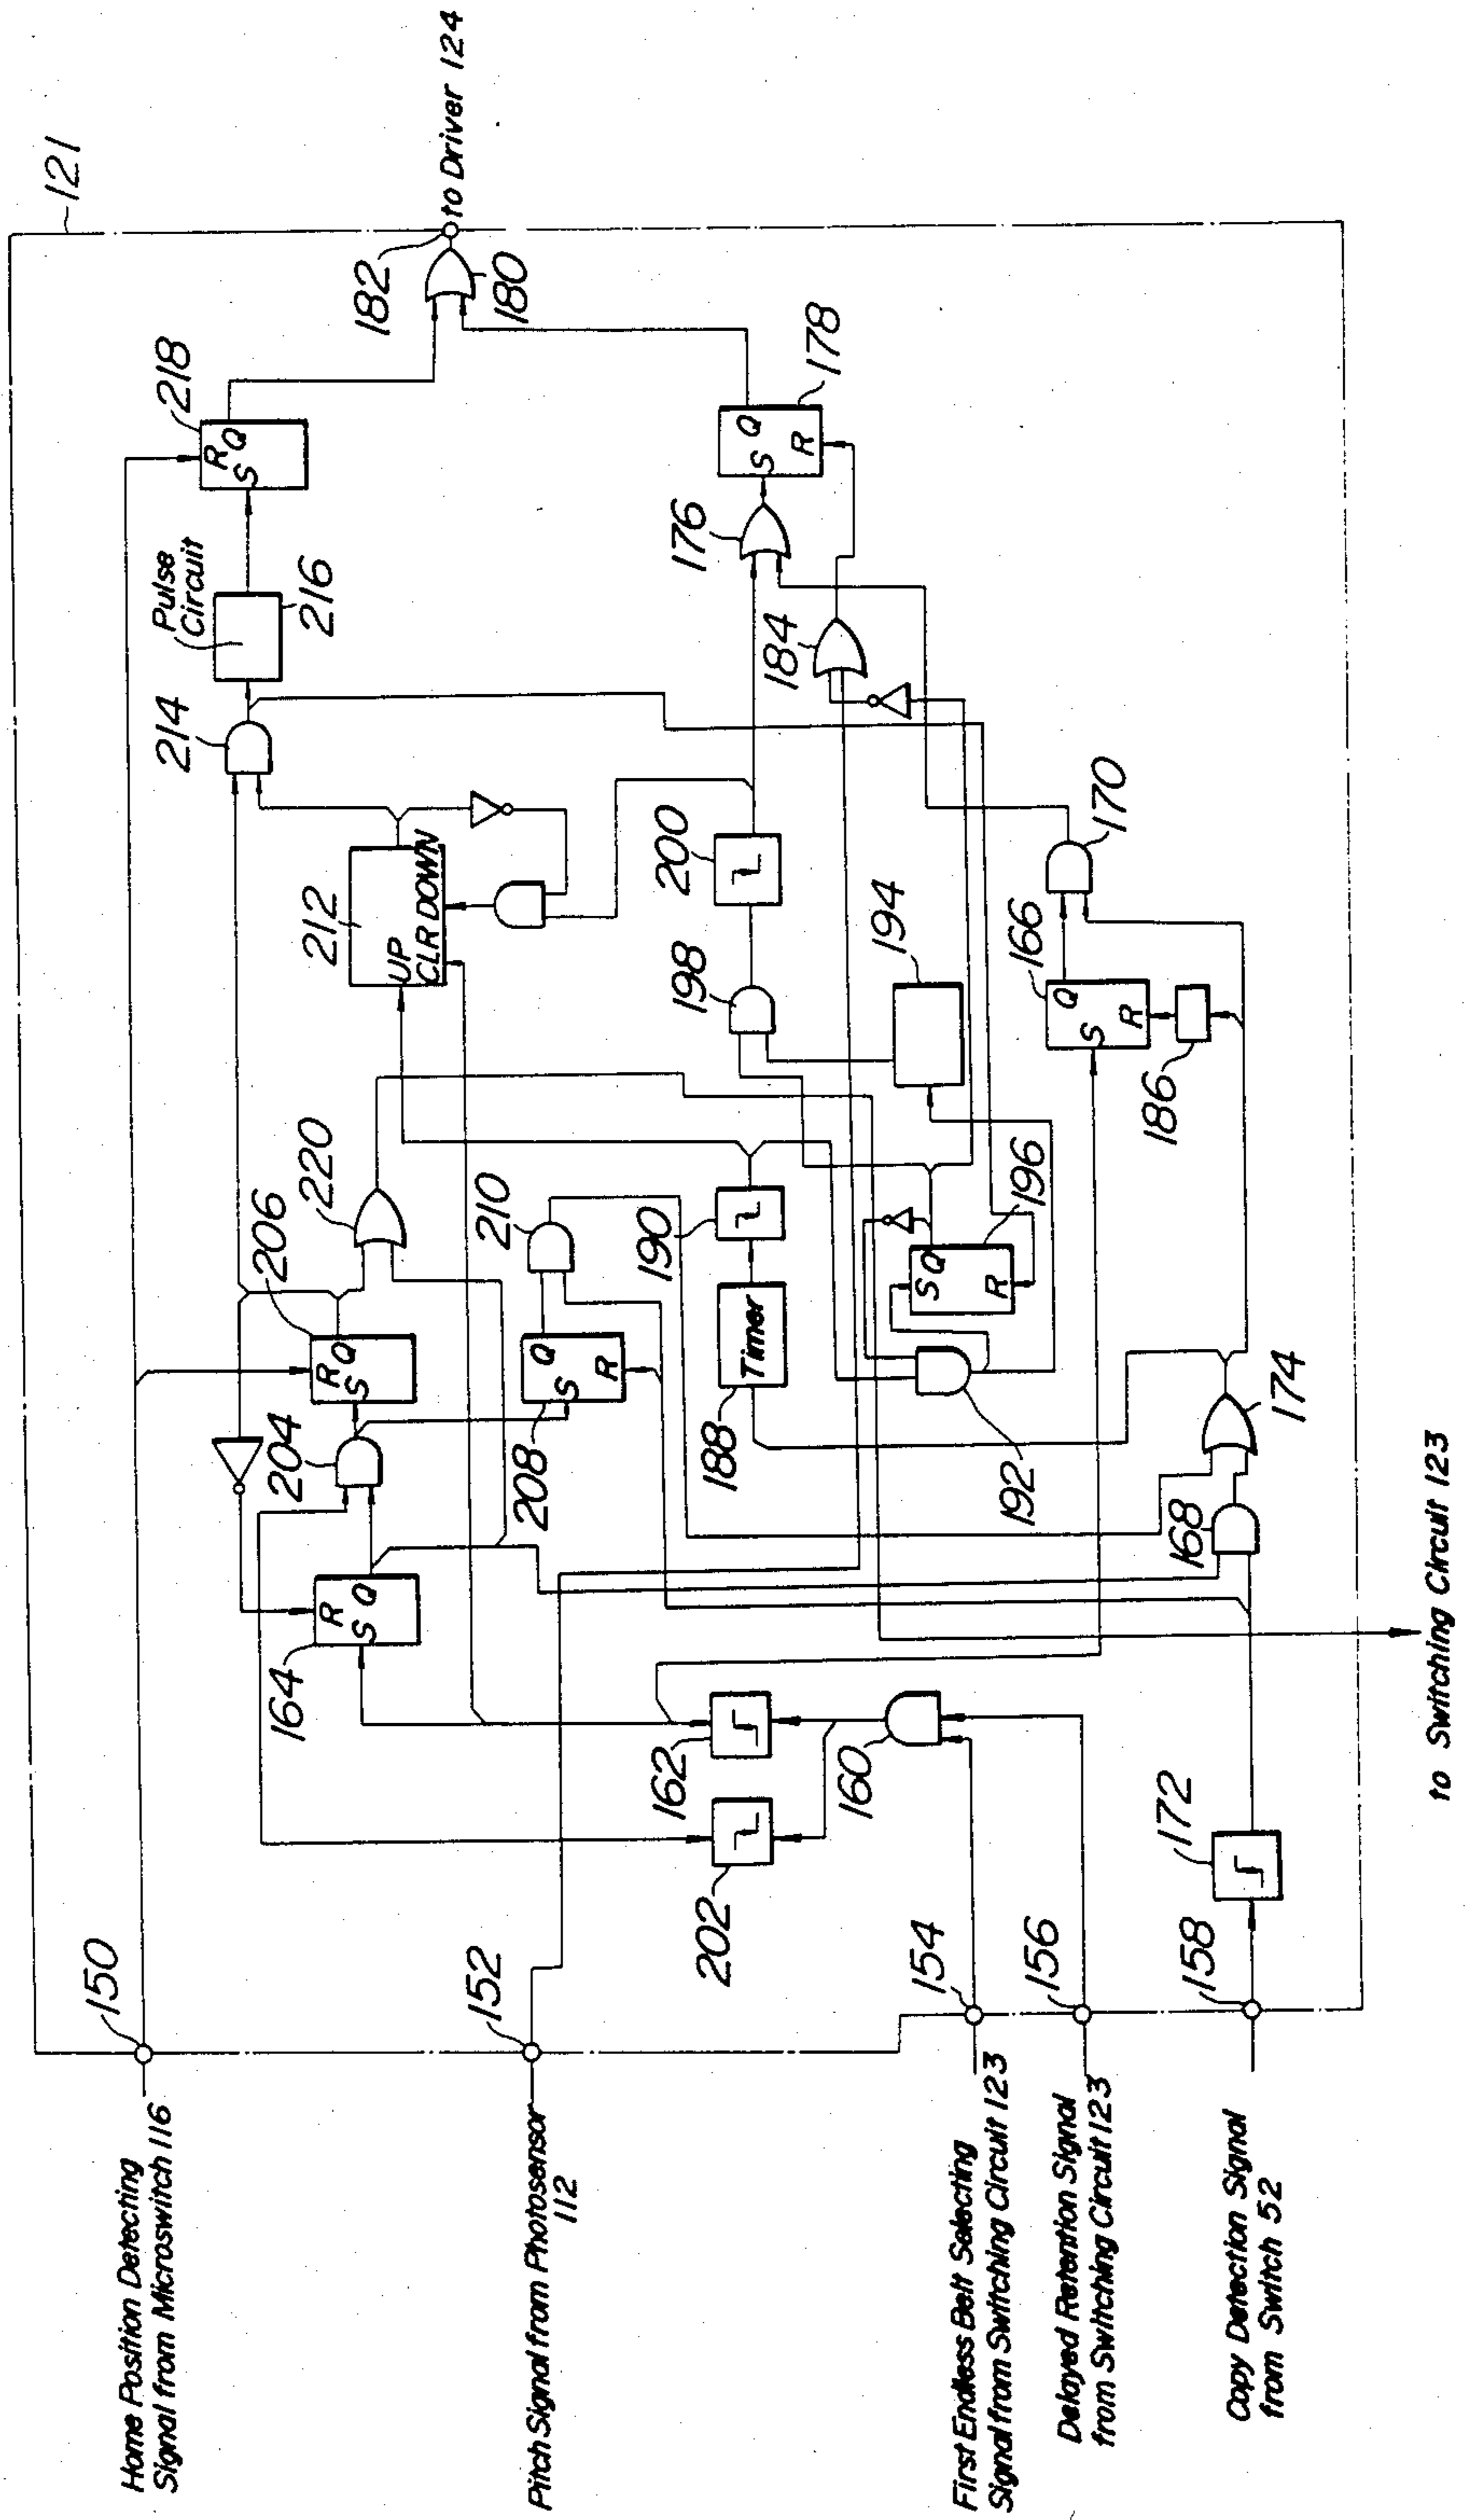 Home Position Detecting
Signal from Microswitch 116
Pitch Signal from Photosensor
112
First Endless Belt Selecting
Signal from Switching Circuit 123
Delayed Retention Signal
from Switching Circuit 123
Copy Detection Signal
from Switch 52
150
152
154
156
158
121
to Driver 124
to Switching Circuit 123
164
R
S Q
204
206
R
S Q
220
208
S Q
R
210
212
UP
CLR DOWN
214
Pulse
Circuit
216
218
R
S Q
182
180
202
162
160
188
Timer
190
192
196
S Q
R
194
198
200
176
178
S Q
R
184
172
168
174
186
166
S Q
R
170